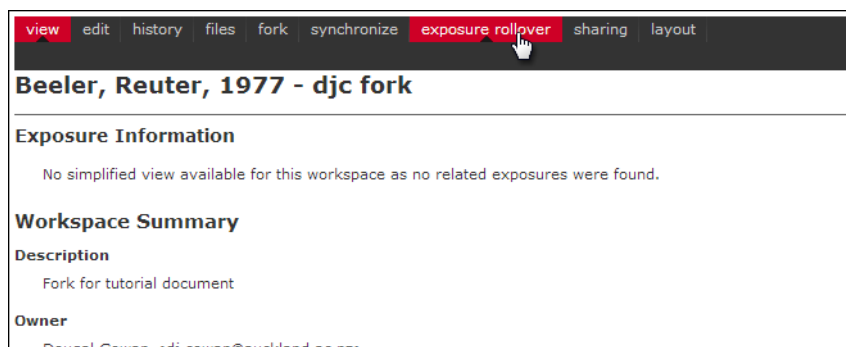 view edit history files fork synchronize exposure rollover sharing layout
Beeler, Reuter, 1977 - djc fork
Exposure Information
No simplified view available for this workspace as no related exposures were found.
Workspace Summary
Description
Fork for tutorial document
Owner